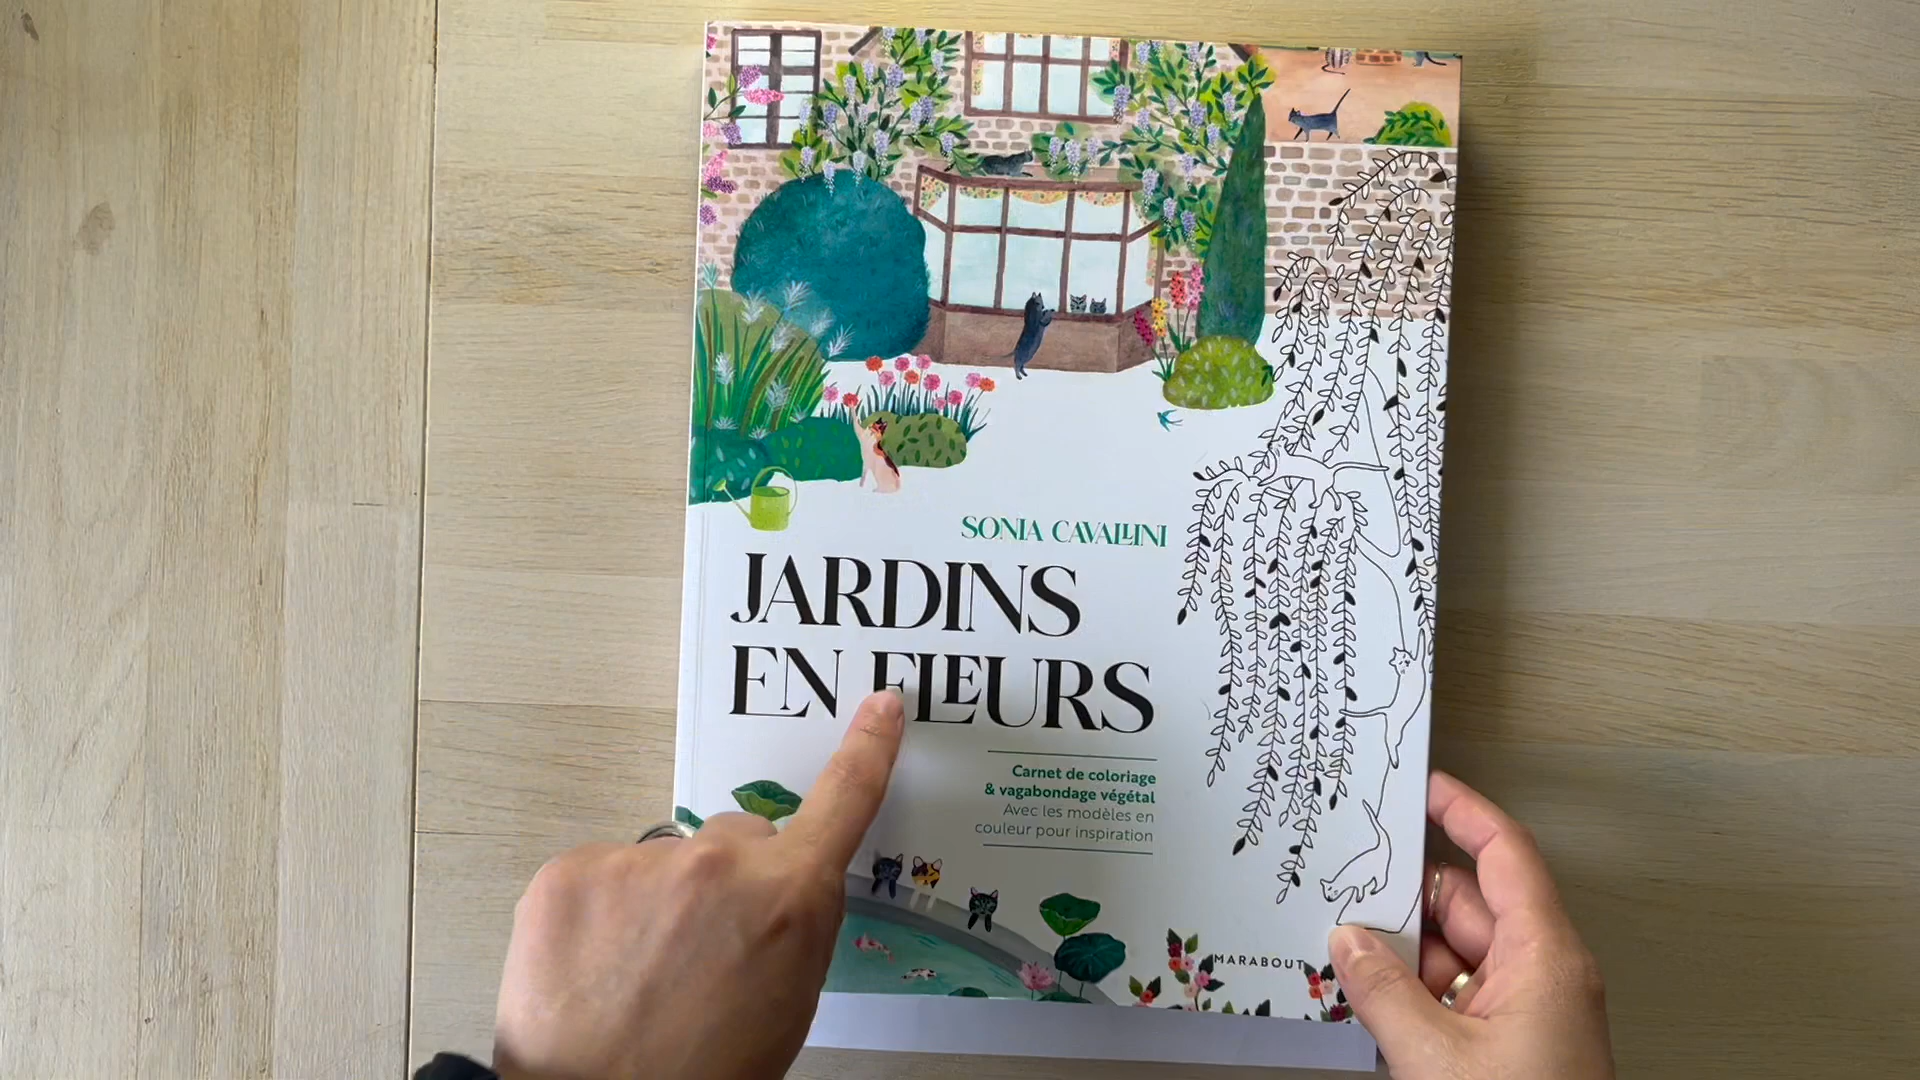 SONIA CAVALLINI
JARDINS
EN FLEURS
Carnet de coloriage
& vagabondage végétal
Avec les modèles en
couleur pour inspiration
MARABOUT